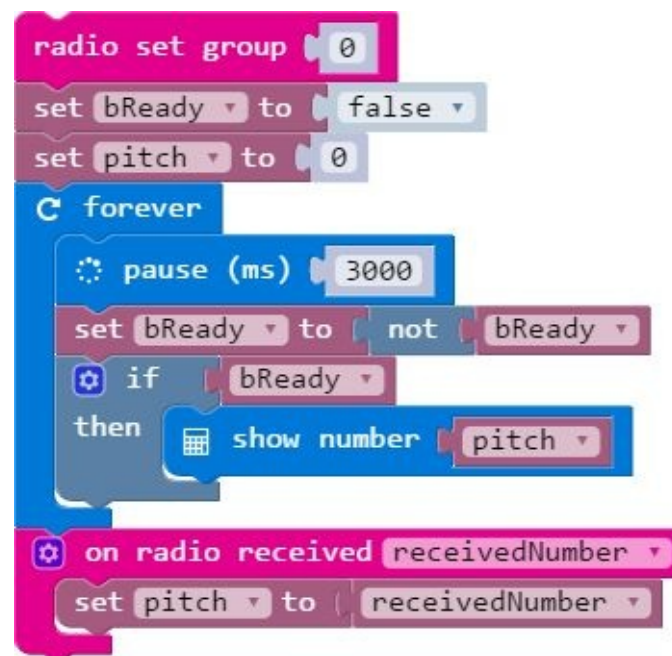 radio set group 0
set bReady to false
set pitch to 0
forever
pause (ms) 3000
set bReady to not bReady
if bReady
then show number pitch
on radio received receivedNumber
set pitch to receivedNumber